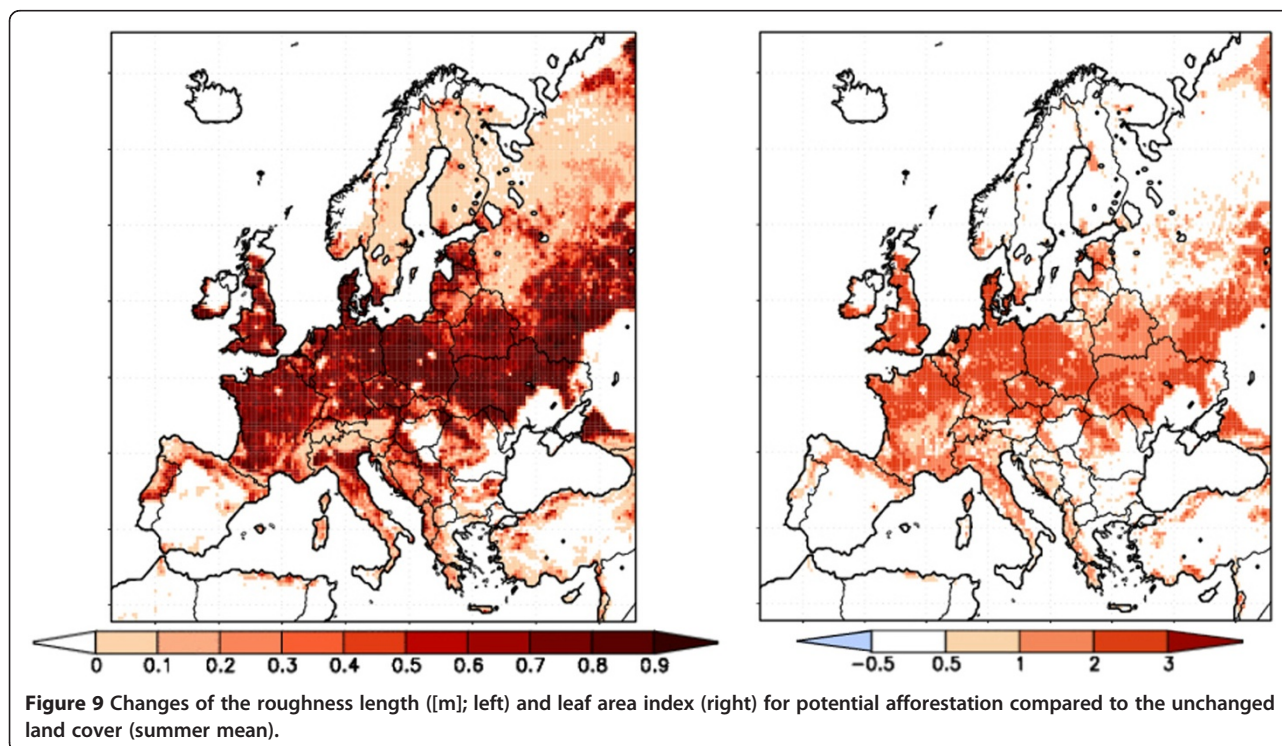 0 0.1 0.2 0.3 0.4 0.5 0.6 0.7 0.8 0.9
−0.5 0.5 1 2 3
Figure 9 Changes of the roughness length ([m]; left) and leaf area index (right) for potential afforestation compared to the unchanged
land cover (summer mean).